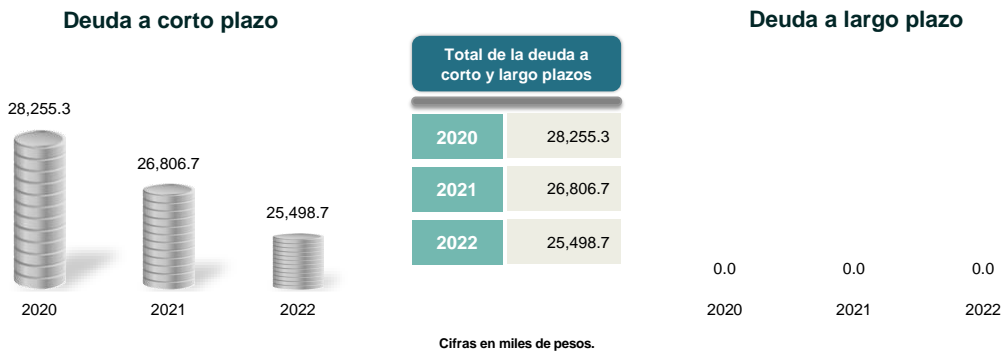 Deuda a corto plazo
28,255.3
26,806.7
25,498.7
2020
2021
2022
Total de la deuda a
corto y largo plazos
2020 28,255.3
2021 26,806.7
2022 25,498.7
Deuda a largo plazo
0.0 0.0 0.0
2020 2021 2022
Cifras en miles de pesos.